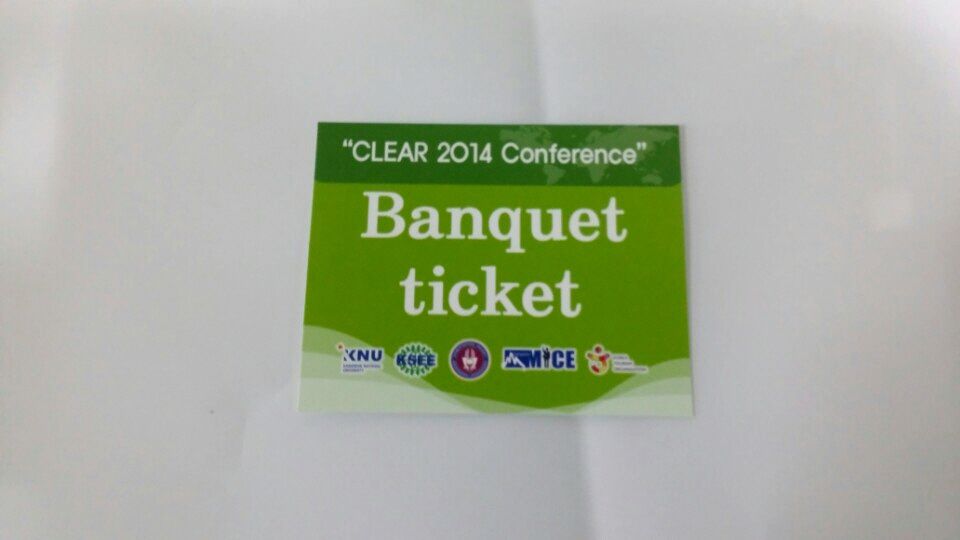 "CLEAR 2014 Conference"
Banquet
ticket
KNU
KSEE
MICE